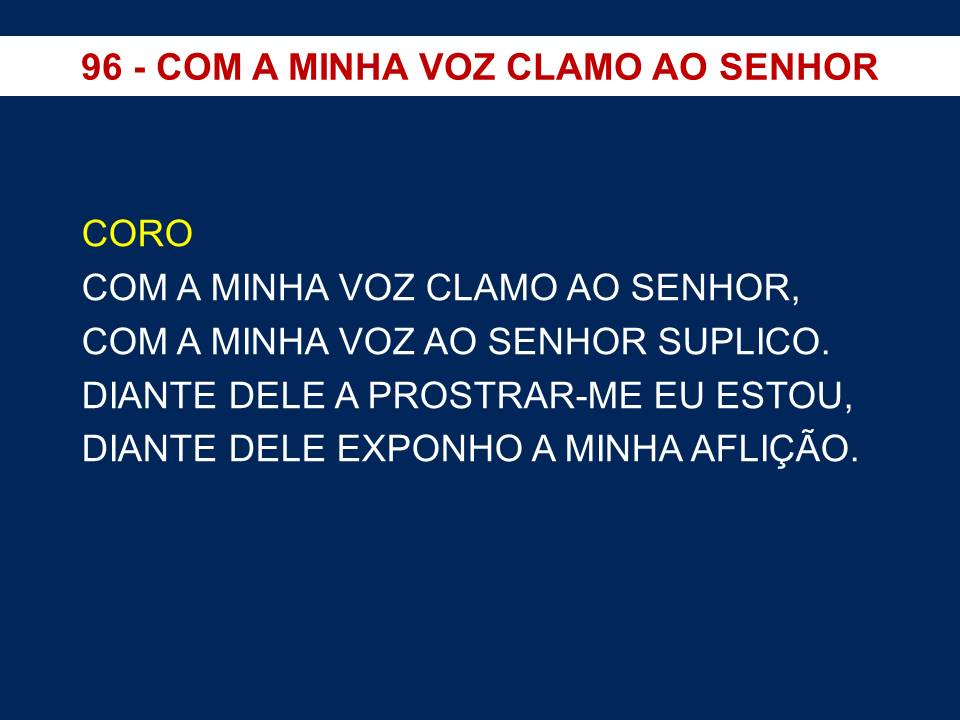 96 - COM A MINHA VOZ CLAMO AO SENHOR
CORO
COM A MINHA VOZ CLAMO AO SENHOR,
COM A MINHA VOZ AO SENHOR SUPLICO.
DIANTE DELE A PROSTRAR-ME EU ESTOU,
DIANTE DELE EXPONHO A MINHA AFLIÇÃO.